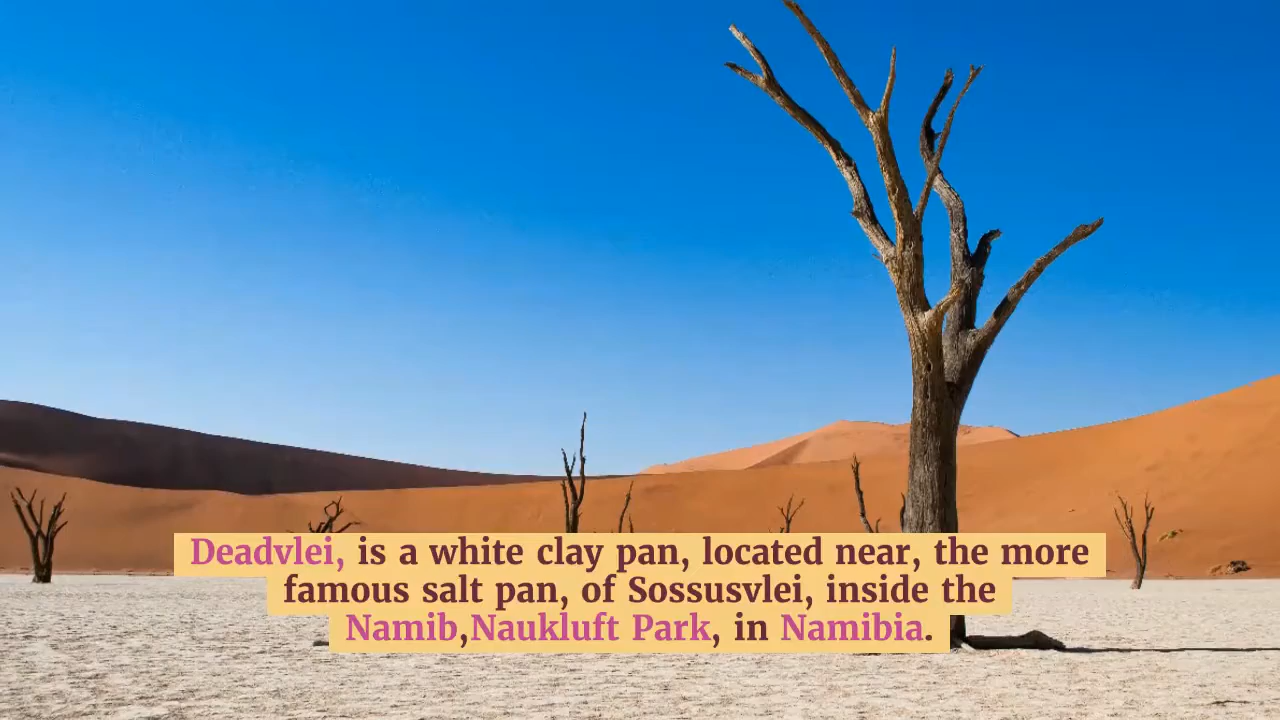 Deadvlei, is a white clay pan, located near, the more
famous salt pan, of Sossusvlei, inside the
Namib,Naukluft Park, in Namibia.